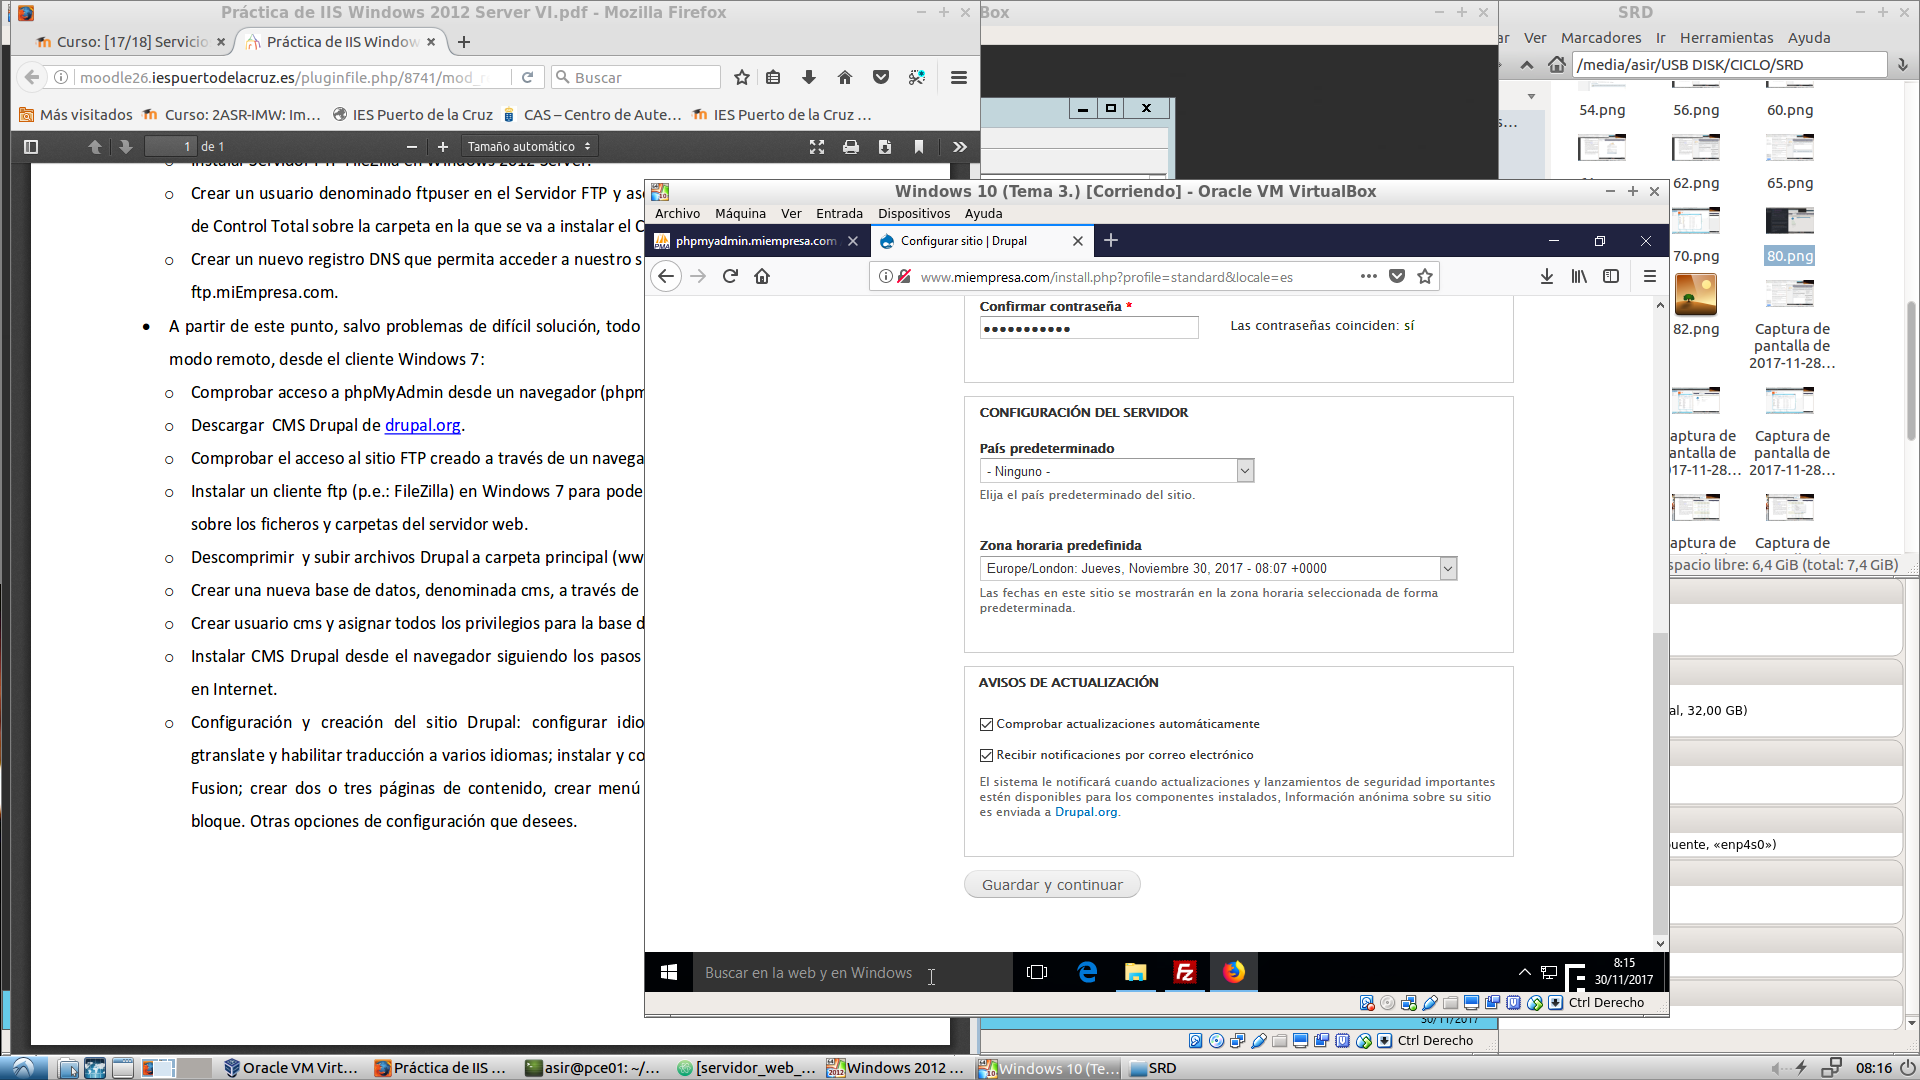 Práctica de IIS Windows 2012 Server VI.pdf - Mozilla Firefox
Curso: [17/18] Servicio
Práctica de IIS Window
moodle26.iespuertodelacruz.es/pluginfile.php/8741/mod_r
Buscar
Más visitados
Curso: 2ASR-IMW: Im...
IES Puerto de la Cruz
CAS – Centro de Aute...
IES Puerto de la Cruz ...
1 de 1
Tamaño automático
Instalar Servidor FTP FileZilla en Windows 2012 Server.
o Crear un usuario denominado ftpuser en el Servidor FTP y as
de Control Total sobre la carpeta en la que se va a instalar el C
o Crear un nuevo registro DNS que permita acceder a nuestro s
ftp.miEmpresa.com.
• A partir de este punto, salvo problemas de difícil solución, todo
modo remoto, desde el cliente Windows 7:
o Comprobar acceso a phpMyAdmin desde un navegador (phpm
o Descargar CMS Drupal de drupal.org.
o Comprobar el acceso al sitio FTP creado a través de un navega
o Instalar un cliente ftp (p.e.: FileZilla) en Windows 7 para pode
sobre los ficheros y carpetas del servidor web.
o Descomprimir y subir archivos Drupal a carpeta principal (ww
o Crear una nueva base de datos, denominada cms, a través de
o Crear usuario cms y asignar todos los privilegios para la base d
o Instalar CMS Drupal desde el navegador siguiendo los pasos
en Internet.
o Configuración y creación del sitio Drupal: configurar idio
gtranslate y habilitar traducción a varios idiomas; instalar y co
Fusion; crear dos o tres páginas de contenido, crear menú
bloque. Otras opciones de configuración que desees.
Box
Windows 10 (Tema 3.) [Corriendo] - Oracle VM VirtualBox
Archivo Máquina Ver Entrada Dispositivos Ayuda
phpmyadmin.miempresa.com
Configurar sitio | Drupal
www.miempresa.com/install.php?profile=standard&locale=es
Confirmar contraseña *
Las contraseñas coinciden: sí
CONFIGURACIÓN DEL SERVIDOR
País predeterminado
- Ninguno -
Elija el país predeterminado del sitio.
Zona horaria predefinida
Europe/London: Jueves, Noviembre 30, 2017 - 08:07 +0000
Las fechas en este sitio se mostrarán en la zona horaria seleccionada de forma
predeterminada.
AVISOS DE ACTUALIZACIÓN
Comprobar actualizaciones automáticamente
Recibir notificaciones por correo electrónico
El sistema le notificará cuando actualizaciones y lanzamientos de seguridad importantes
estén disponibles para los componentes instalados, Información anónima sobre su sitio
es enviada a Drupal.org.
Guardar y continuar
Buscar en la web y en Windows
8:15
30/11/2017
Ctrl Derecho
30/11/2017
Ctrl Derecho
SRD
ar Ver Marcadores Ir Herramientas Ayuda
/media/asir/USB DISK/CICLO/SRD
s...
54.png
56.png
60.png
62.png
65.png
70.png
80.png
82.png
Captura de
pantalla de
2017-11-28...
aptura de
antalla de
017-11-28...
Captura de
pantalla de
2017-11-28...
aptura de
Captura de
spacio libre: 6,4 GiB (total: 7,4 GiB)
al, 32,00 GB)
uente, «enp4s0»)
Oracle VM Virt...
Práctica de IIS ...
asir@pce01: ~/...
[servidor_web_...
Windows 2012 ...
Windows 10 (Te...
SRD
08:16